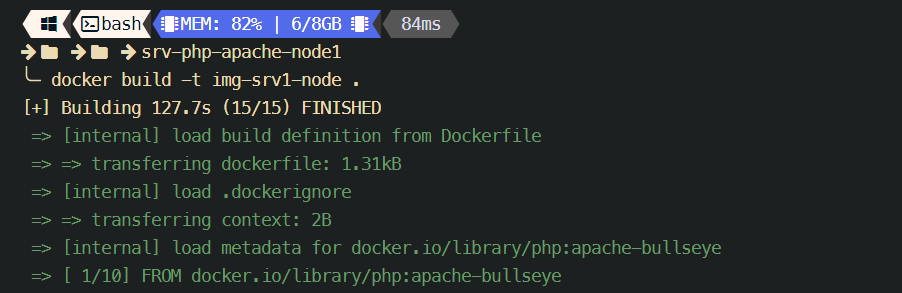 bash MEM: 82% | 6/8GB 84ms
srv-php-apache-node1
docker build -t img-srv1-node .
[+] Building 127.7s (15/15) FINISHED
=> [internal] load build definition from Dockerfile
=> => transferring dockerfile: 1.31kB
=> [internal] load .dockerignore
=> => transferring context: 2B
=> [internal] load metadata for docker.io/library/php:apache-bullseye
=> [ 1/10] FROM docker.io/library/php:apache-bullseye